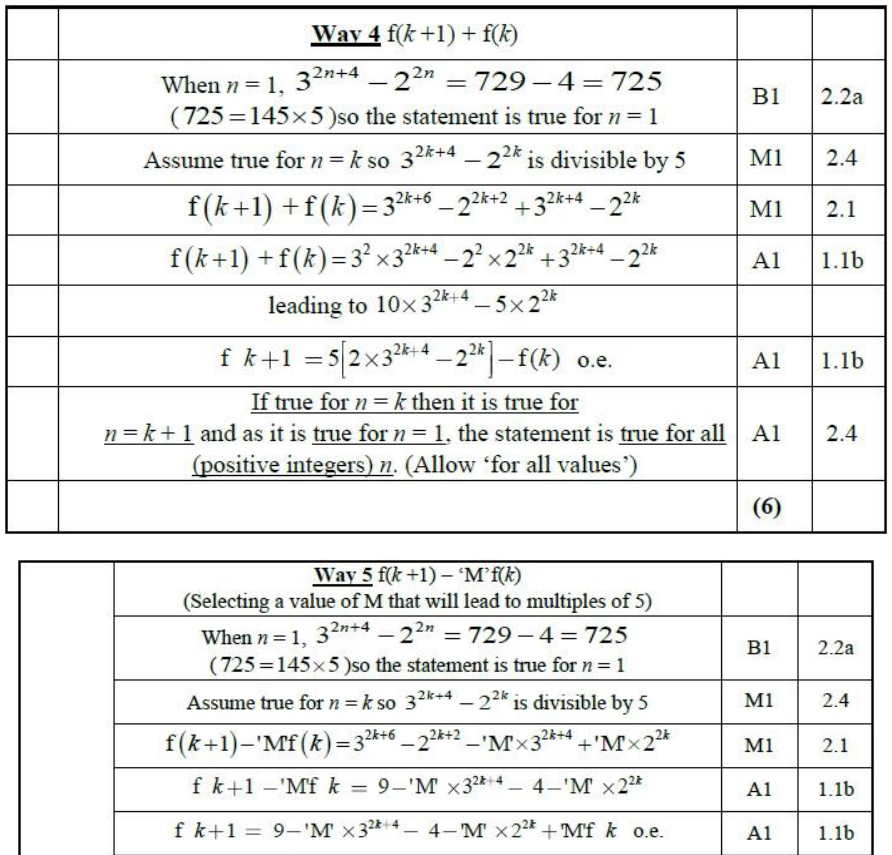 Way 4 f(k +1) + f(k)
When n = 1, 3^{2n+4} − 2^{2n} = 729 − 4 = 725
(725 = 145×5 )so the statement is true for n = 1
B1 2.2a
Assume true for n = k so 3^{2k+4} − 2^{2k} is divisible by 5 M1 2.4
f(k+1) + f(k) = 3^{2k+6} − 2^{2k+2} + 3^{2k+4} − 2^{2k} M1 2.1
f(k+1) + f(k) = 3^2 × 3^{2k+4} − 2^2 × 2^{2k} + 3^{2k+4} − 2^{2k} A1 1.1b
leading to 10×3^{2k+4} − 5×2^{2k}
f k+1 = 5[2×3^{2k+4} − 2^{2k}] − f(k) o.e. A1 1.1b
If true for n = k then it is true for
n = k + 1 and as it is true for n = 1, the statement is true for all A1 2.4
(positive integers) n. (Allow ‘for all values’)
(6)
Way 5 f(k +1) – ‘M’f(k)
(Selecting a value of M that will lead to multiples of 5)
When n = 1, 3^{2n+4} − 2^{2n} = 729 − 4 = 725
(725 = 145×5 )so the statement is true for n = 1
B1 2.2a
Assume true for n = k so 3^{2k+4} − 2^{2k} is divisible by 5 M1 2.4
f(k+1) − 'M'f(k) = 3^{2k+6} − 2^{2k+2} − 'M'×3^{2k+4} + 'M'×2^{2k} M1 2.1
f k+1 −'M'f k = 9−'M' ×3^{2k+4} − 4−'M' ×2^{2k} A1 1.1b
f k+1 = 9−'M' ×3^{2k+4} − 4−'M' ×2^{2k} +'M'f k o.e. A1 1.1b